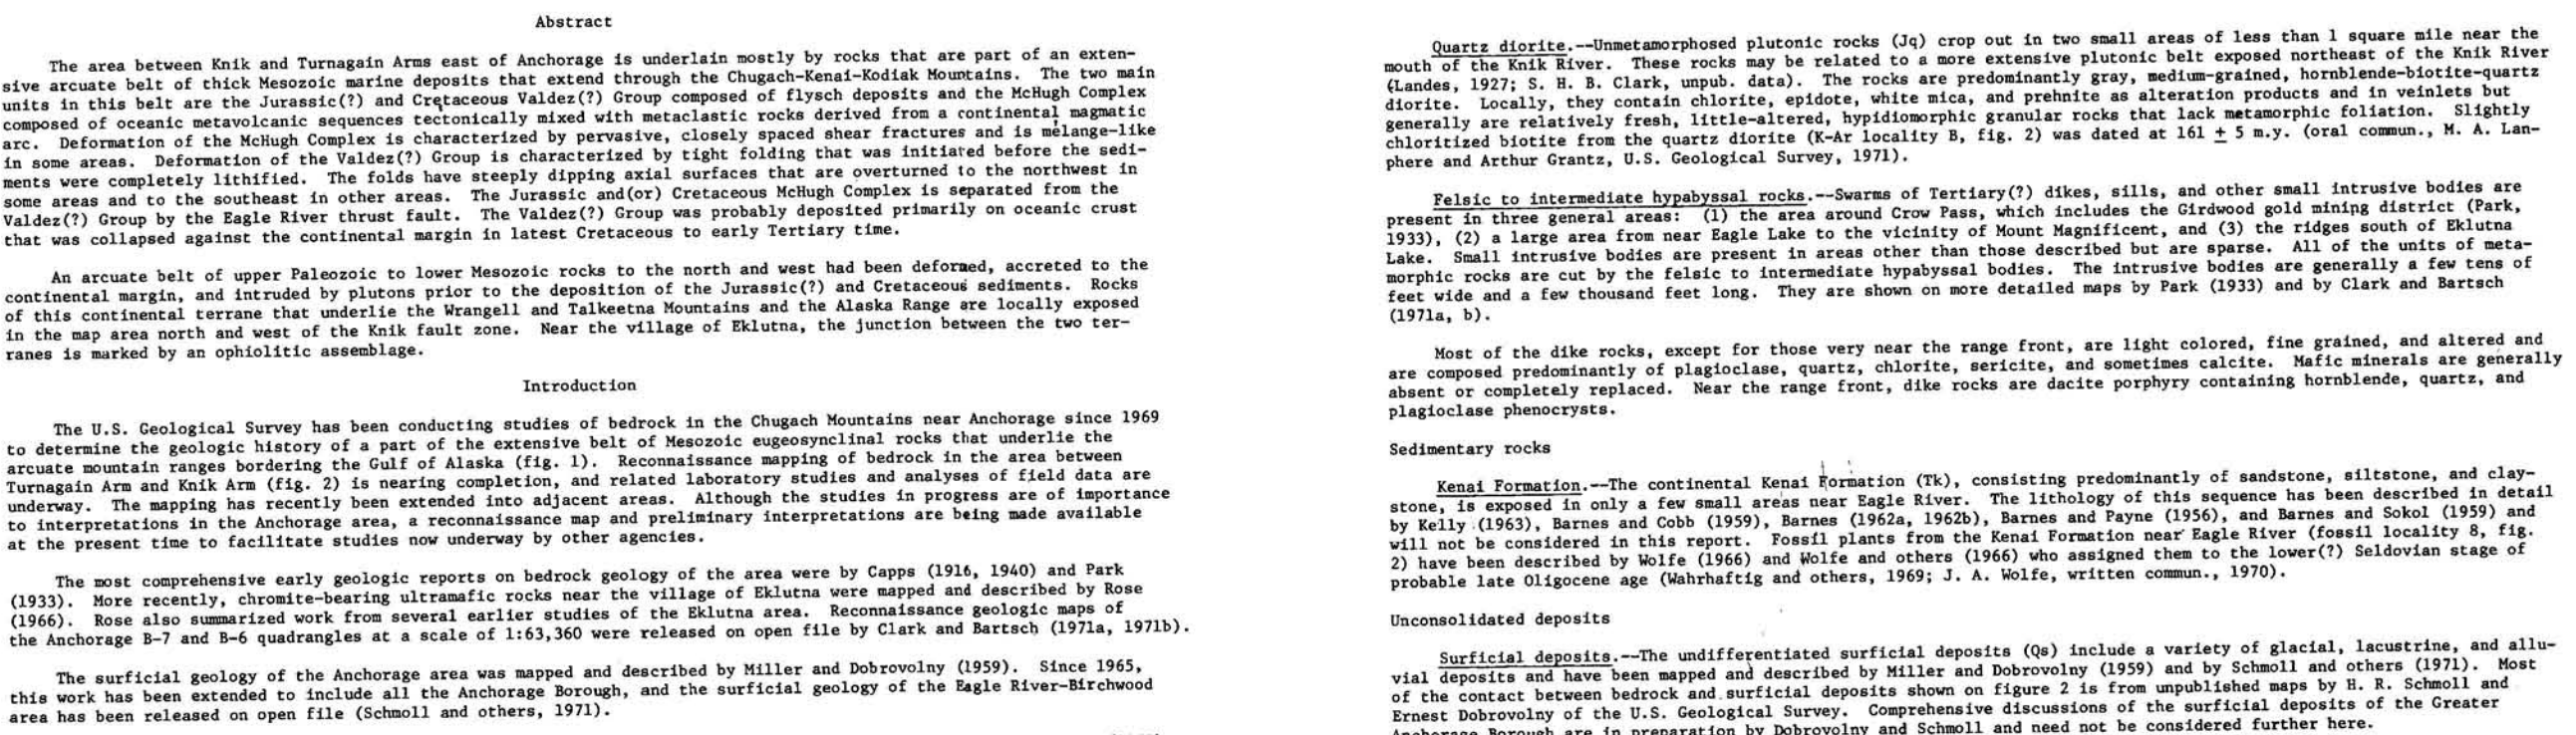 Abstract
The area between Knik and Turnagain Arms east of Anchorage is underlain mostly by rocks that are part of an exten-
sive arcuate belt of thick Mesozoic marine deposits that extend through the Chugach-Kenai-Kodiak Mountains. The two main
units in this belt are the Jurassic(?) and Cretaceous Valdez(?) Group composed of flysch deposits and the McHugh Complex
composed of oceanic metavolcanic sequences tectonically mixed with metaclastic rocks derived from a continental magmatic
arc. Deformation of the McHugh Complex is characterized by pervasive, closely spaced shear fractures and is mélange-like
in some areas. Deformation of the Valdez(?) Group is characterized by tight folding that was initiated before the sedi-
ments were completely lithified. The folds have steeply dipping axial surfaces that are overturned to the northwest in
some areas and to the southeast in other areas. The Jurassic and(or) Cretaceous McHugh Complex is separated from the
Valdez(?) Group by the Eagle River thrust fault. The Valdez(?) Group was probably deposited primarily on oceanic crust
that was collapsed against the continental margin in latest Cretaceous to early Tertiary time.
An arcuate belt of upper Paleozoic to lower Mesozoic rocks to the north and west had been deformed, accreted to the
continental margin, and intruded by plutons prior to the deposition of the Jurassic(?) and Cretaceous sediments. Rocks
of this continental terrane that underlie the Wrangell and Talkeetna Mountains and the Alaska Range are locally exposed
in the map area north and west of the Knik fault zone. Near the village of Eklutna, the junction between the two ter-
ranes is marked by an ophiolitic assemblage.
Introduction
The U.S. Geological Survey has been conducting studies of bedrock in the Chugach Mountains near Anchorage since 1969
to determine the geologic history of a part of the extensive belt of Mesozoic eugeosynclinal rocks that underlie the
arcuate mountain ranges bordering the Gulf of Alaska (fig. 1). Reconnaissance mapping of bedrock in the area between
Turnagain Arm and Knik Arm (fig. 2) is nearing completion, and related laboratory studies and analyses of field data are
underway. The mapping has recently been extended into adjacent areas. Although the studies in progress are of importance
to interpretations in the Anchorage area, a reconnaissance map and preliminary interpretations are being made available
at the present time to facilitate studies now underway by other agencies.
The most comprehensive early geologic reports on bedrock geology of the area were by Capps (1916, 1940) and Park
(1933). More recently, chromite-bearing ultramafic rocks near the village of Eklutna were mapped and described by Rose
(1966). Rose also summarized work from several earlier studies of the Eklutna area. Reconnaissance geologic maps of
the Anchorage B-7 and B-6 quadrangles at a scale of 1:63,360 were released on open file by Clark and Bartsch (1971a, 1971b).
The surficial geology of the Anchorage area was mapped and described by Miller and Dobrovolny (1959). Since 1965,
this work has been extended to include all the Anchorage Borough, and the surficial geology of the Eagle River-Birchwood
area has been released on open file (Schmoll and others, 1971).
Quartz diorite.--Unmetamorphosed plutonic rocks (Jq) crop out in two small areas of less than 1 square mile near the
mouth of the Knik River. These rocks may be related to a more extensive plutonic belt exposed northeast of the Knik River
(Landes, 1927; S. H. B. Clark, unpub. data). The rocks are predominantly gray, medium-grained, hornblende-biotite-quartz
diorite. Locally, they contain chlorite, epidote, white mica, and prehnite as alteration products and in veinlets but
generally are relatively fresh, little-altered, hypidiomorphic granular rocks that lack metamorphic foliation. Slightly
chloritized biotite from the quartz diorite (K-Ar locality B, fig. 2) was dated at 161 ± 5 m.y. (oral commun., M. A. Lan-
phere and Arthur Grantz, U.S. Geological Survey, 1971).
Felsic to intermediate hypabyssal rocks.--Swarms of Tertiary(?) dikes, sills, and other small intrusive bodies are
present in three general areas: (1) the area around Crow Pass, which includes the Girdwood gold mining district (Park,
1933), (2) a large area from near Eagle Lake to the vicinity of Mount Magnificent, and (3) the ridges south of Eklutna
Lake. Small intrusive bodies are present in areas other than those described but are sparse. All of the units of meta-
morphic rocks are cut by the felsic to intermediate hypabyssal bodies. The intrusive bodies are generally a few tens of
feet wide and a few thousand feet long. They are shown on more detailed maps by Park (1933) and by Clark and Bartsch
(1971a, b).
Most of the dike rocks, except for those very near the range front, are light colored, fine grained, and altered and
are composed predominantly of plagioclase, quartz, chlorite, sericite, and sometimes calcite. Mafic minerals are generally
absent or completely replaced. Near the range front, dike rocks are dacite porphyry containing hornblende, quartz, and
plagioclase phenocrysts.
Sedimentary rocks
Kenai Formation.--The continental Kenai Formation (Tk), consisting predominantly of sandstone, siltstone, and clay-
stone, is exposed in only a few small areas near Eagle River. The lithology of this sequence has been described in detail
by Kelly (1963), Barnes and Cobb (1959), Barnes (1962a, 1962b), Barnes and Payne (1956), and Barnes and Sokol (1959) and
will not be considered in this report. Fossil plants from the Kenai Formation near Eagle River (fossil locality 8, fig.
2) have been described by Wolfe (1966) and Wolfe and others (1966) who assigned them to the lower(?) Seldovian stage of
probable late Oligocene age (Wahrhaftig and others, 1969; J. A. Wolfe, written commun., 1970).
Unconsolidated deposits
Surficial deposits.--The undifferentiated surficial deposits (Qs) include a variety of glacial, lacustrine, and allu-
vial deposits and have been mapped and described by Miller and Dobrovolny (1959) and by Schmoll and others (1971). Most
of the contact between bedrock and surficial deposits shown on figure 2 is from unpublished maps by H. R. Schmoll and
Ernest Dobrovolny of the U.S. Geological Survey. Comprehensive discussions of the surficial deposits of the Greater
Anchorage Borough are in preparation by Dobrovolny and Schmoll and need not be considered further here.